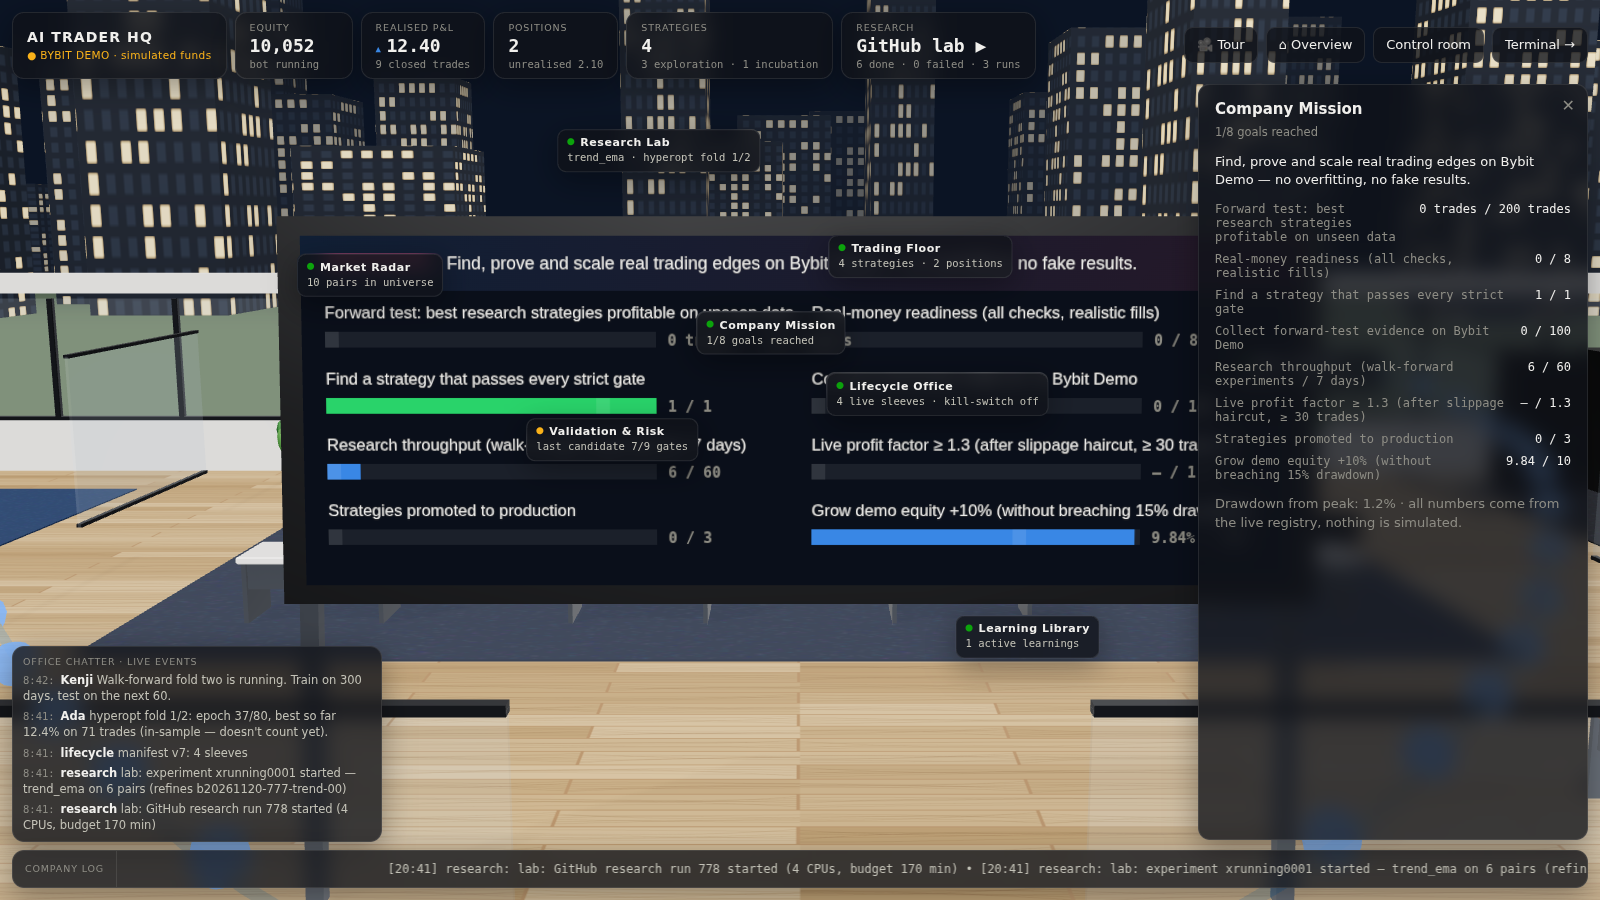 AI TRADER HQ
BYBIT DEMO · simulated funds
EQUITY
10,052
bot running
REALISED P&L
▲ 12.40
9 closed trades
POSITIONS
2
unrealised 2.10
STRATEGIES
4
3 exploration · 1 incubation
RESEARCH
GitHub lab ▶
6 done · 0 failed · 3 runs
Tour
⌂ Overview
Control room
Terminal →
Research Lab
trend_ema · hyperopt fold 1/2
Market Radar
10 pairs in universe
Trading Floor
4 strategies · 2 positions
Company Mission
1/8 goals reached
Lifecycle Office
4 live sleeves · kill-switch off
Validation & Risk
last candidate 7/9 gates
Learning Library
1 active learnings
Find, prove and scale real trading edges on Bybit
no fake results.
Forward test: best research strategies profitable on unseen data
0 t
Real-money readiness (all checks, realistic fills)
0 / 8
Find a strategy that passes every strict gate
1 / 1
Bybit Demo
0 / 1
Research throughput (walk-
7 days)
6 / 60
Live profit factor ≥ 1.3 (after slippage haircut, ≥ 30 tra
— / 1
Strategies promoted to production
0 / 3
Grow demo equity +10% (without breaching 15% dra
9.84%
Company Mission
×
1/8 goals reached
Find, prove and scale real trading edges on Bybit
Demo — no overfitting, no fake results.
Forward test: best
research strategies
profitable on unseen data
0 trades / 200 trades
Real-money readiness (all checks,
realistic fills)
0 / 8
Find a strategy that passes every strict
gate
1 / 1
Collect forward-test evidence on Bybit
Demo
0 / 100
Research throughput (walk-forward
experiments / 7 days)
6 / 60
Live profit factor ≥ 1.3 (after slippage
haircut, ≥ 30 trades)
— / 1.3
Strategies promoted to production
0 / 3
Grow demo equity +10% (without
breaching 15% drawdown)
9.84 / 10
Drawdown from peak: 1.2% · all numbers come from
the live registry, nothing is simulated.
OFFICE CHATTER · LIVE EVENTS
8:42: Kenji Walk-forward fold two is running. Train on 300
days, test on the next 60.
8:41: Ada hyperopt fold 1/2: epoch 37/80, best so far
12.4% on 71 trades (in-sample — doesn't count yet).
8:41: lifecycle manifest v7: 4 sleeves
8:41: research lab: experiment xrunning0001 started —
trend_ema on 6 pairs (refines b20261120-777-trend-00)
8:41: research lab: GitHub research run 778 started (4
CPUs, budget 170 min)
COMPANY LOG
[20:41] research: lab: GitHub research run 778 started (4 CPUs, budget 170 min) • [20:41] research: lab: experiment xrunning0001 started — trend_ema on 6 pairs (refin